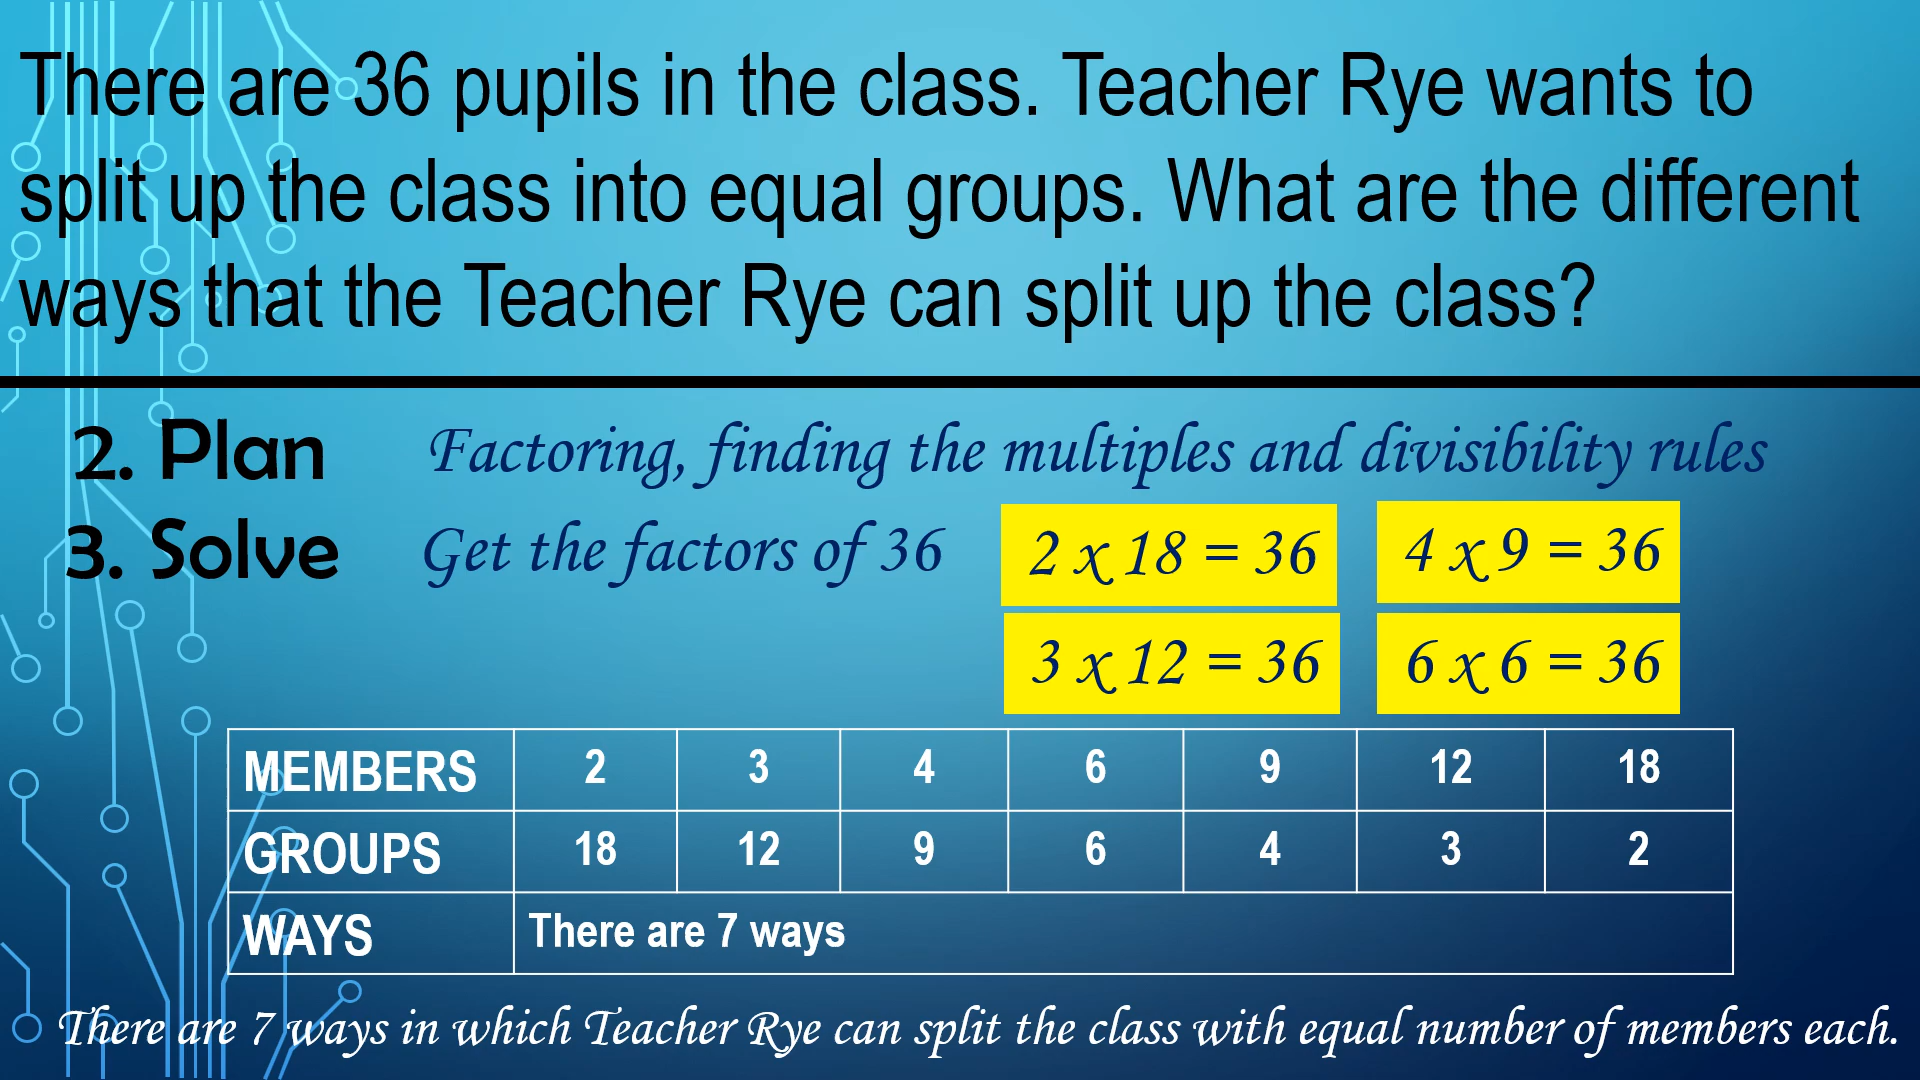 There are 36 pupils in the class. Teacher Rye wants to
split up the class into equal groups. What are the different
ways that the Teacher Rye can split up the class?
2. Plan Factoring, finding the multiples and divisibility rules
3. Solve Get the factors of 36 2 x 18 = 36 4 x 9 = 36
3 x 12 = 36 6 x 6 = 36
MEMBERS 2 3 4 6 9 12 18
GROUPS 18 12 9 6 4 3 2
WAYS There are 7 ways
There are 7 ways in which Teacher Rye can split the class with equal number of members each.